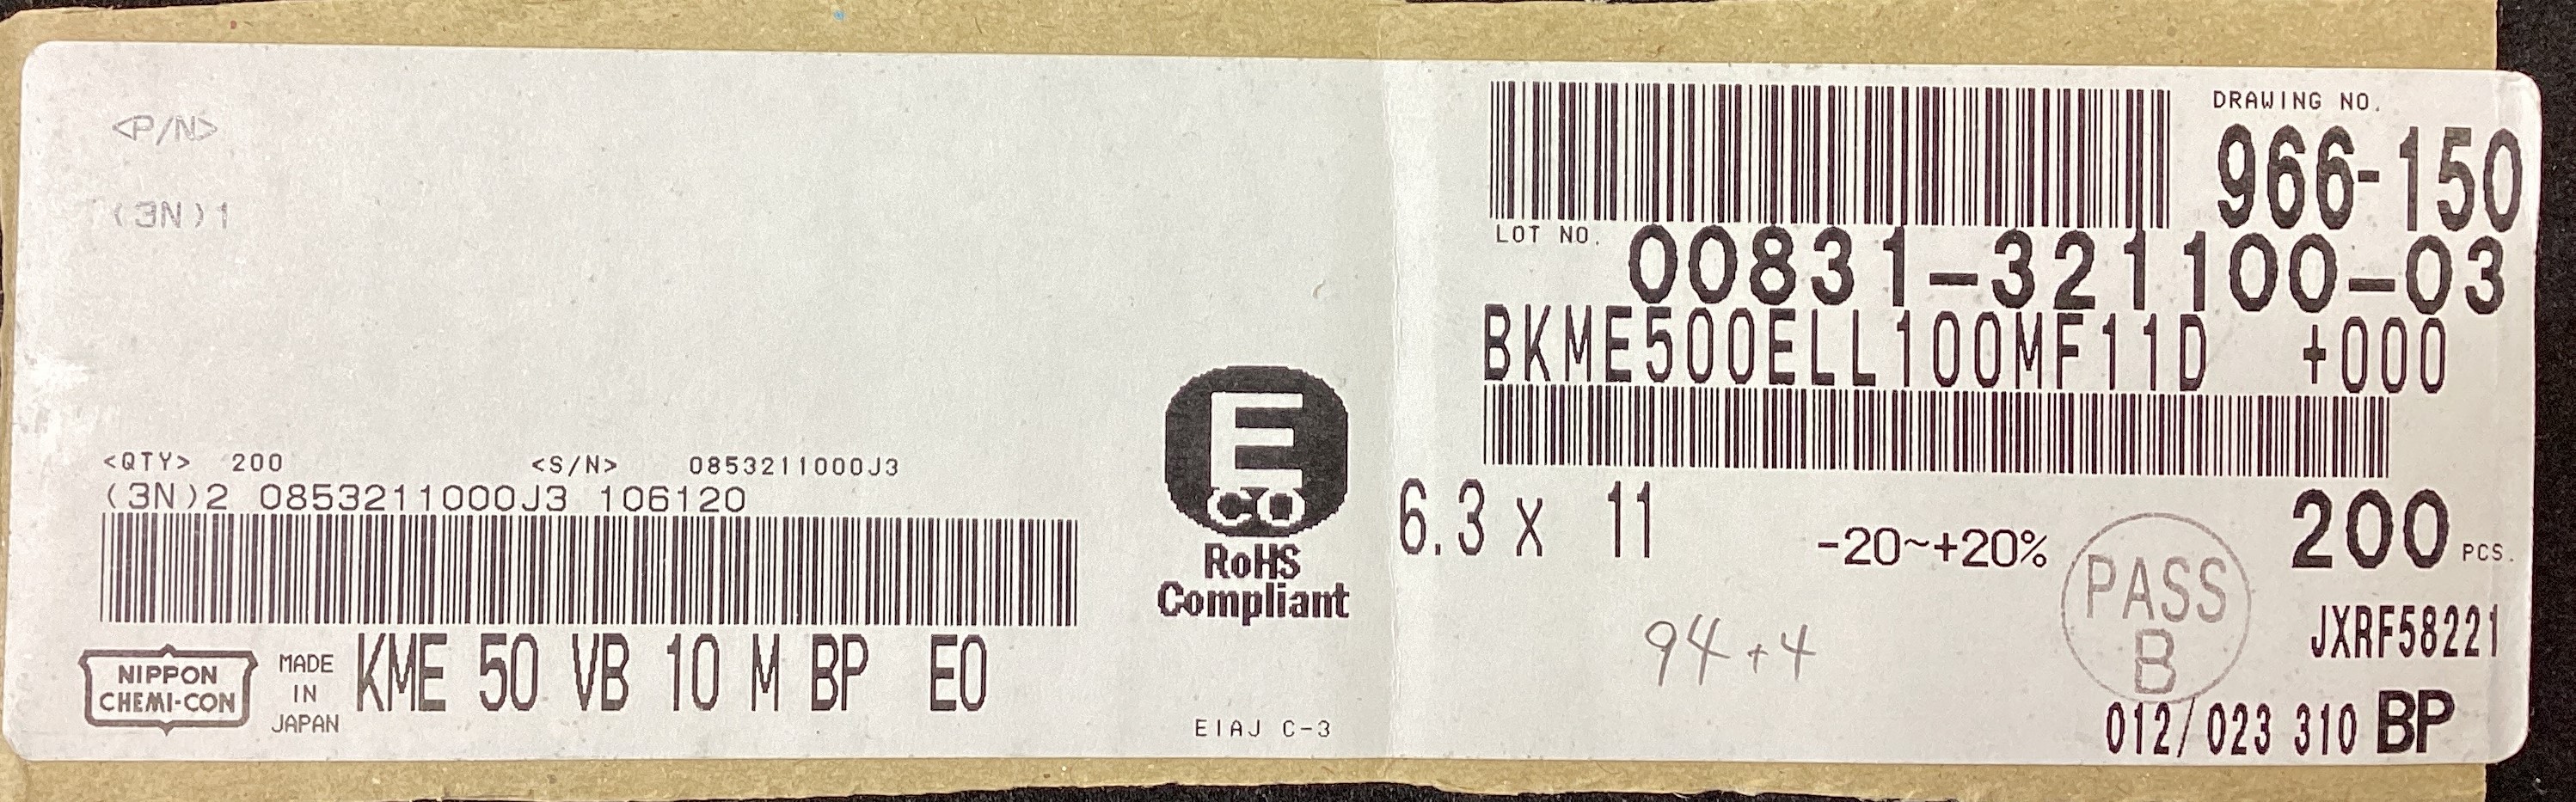 <P/N>
(3N)1
<QTY> 200 <S/N> 0853211000J3
(3N)2 0853211000J3 106120
NIPPON
CHEMI-CON
MADE
IN
JAPAN
KME 50 VB 10 M BP E0
E
CO
RoHS
Compliant
EIAJ C-3
DRAWING NO.
966-150
LOT NO. 00831-321100-03
BKME500ELL100MF11D +000
6.3 x 11 -20~+20% 200 PCS.
94+4
PASS
B
JXRF58221
012/023 310 BP